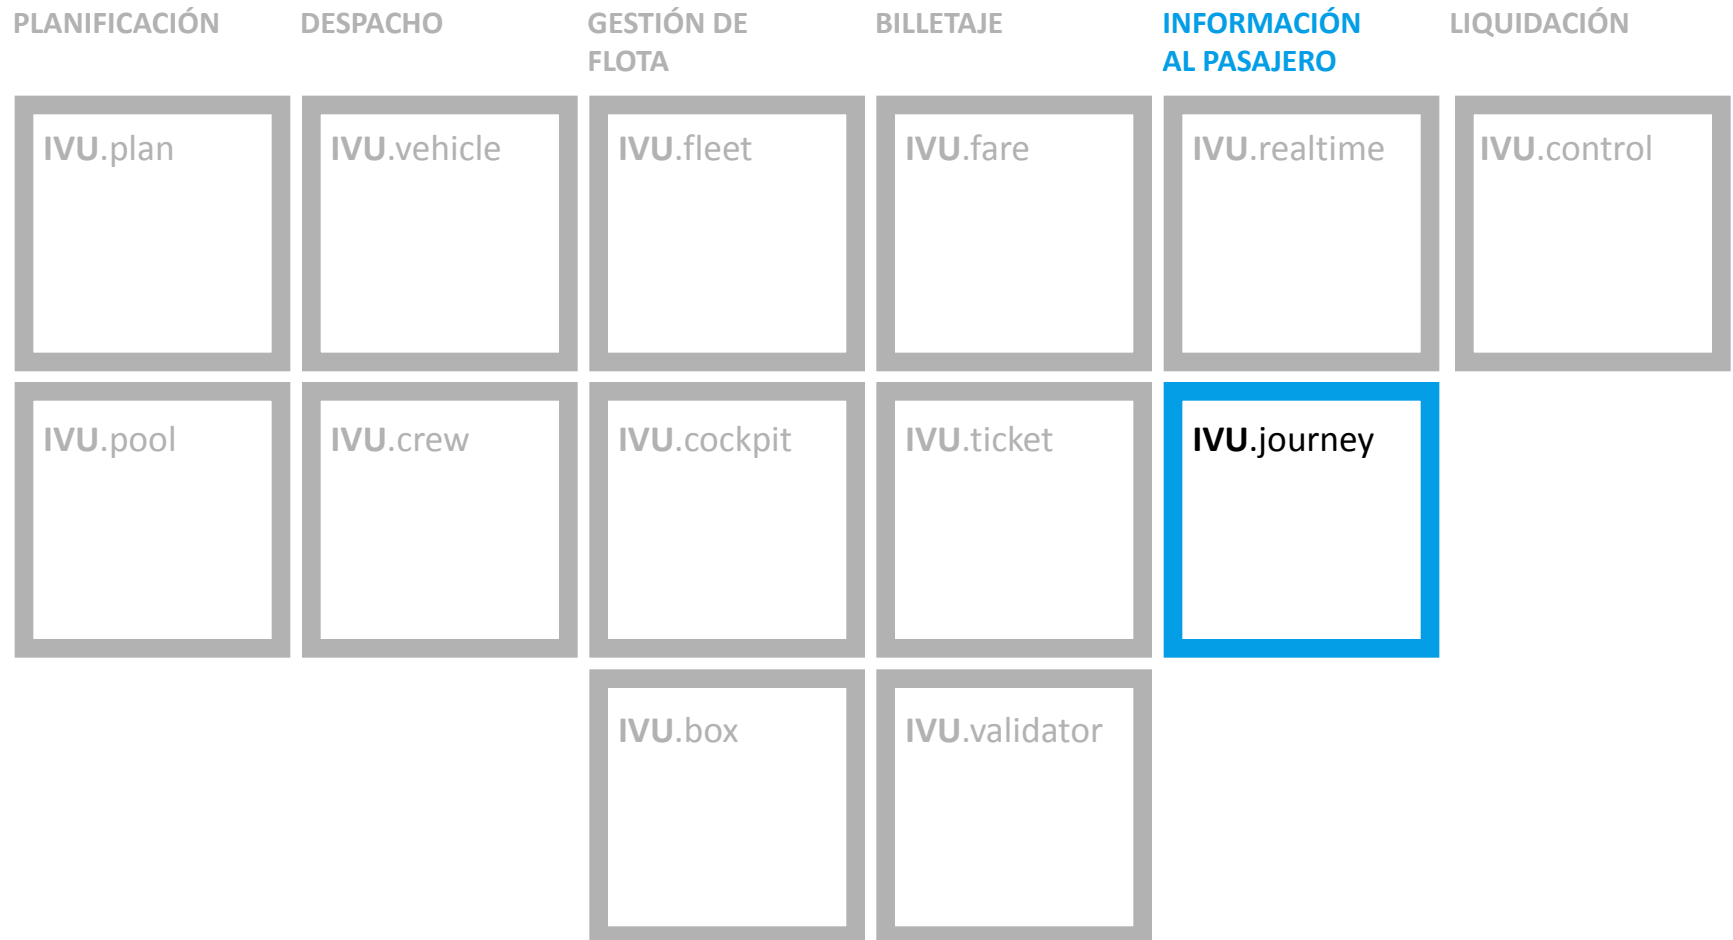 PLANIFICACIÓN
DESPACHO
GESTIÓN DE
FLOTA
BILLETAJE
INFORMACIÓN
AL PASAJERO
LIQUIDACIÓN
IVU.plan
IVU.vehicle
IVU.fleet
IVU.fare
IVU.realtime
IVU.control
IVU.pool
IVU.crew
IVU.cockpit
IVU.ticket
IVU.journey
IVU.box
IVU.validator